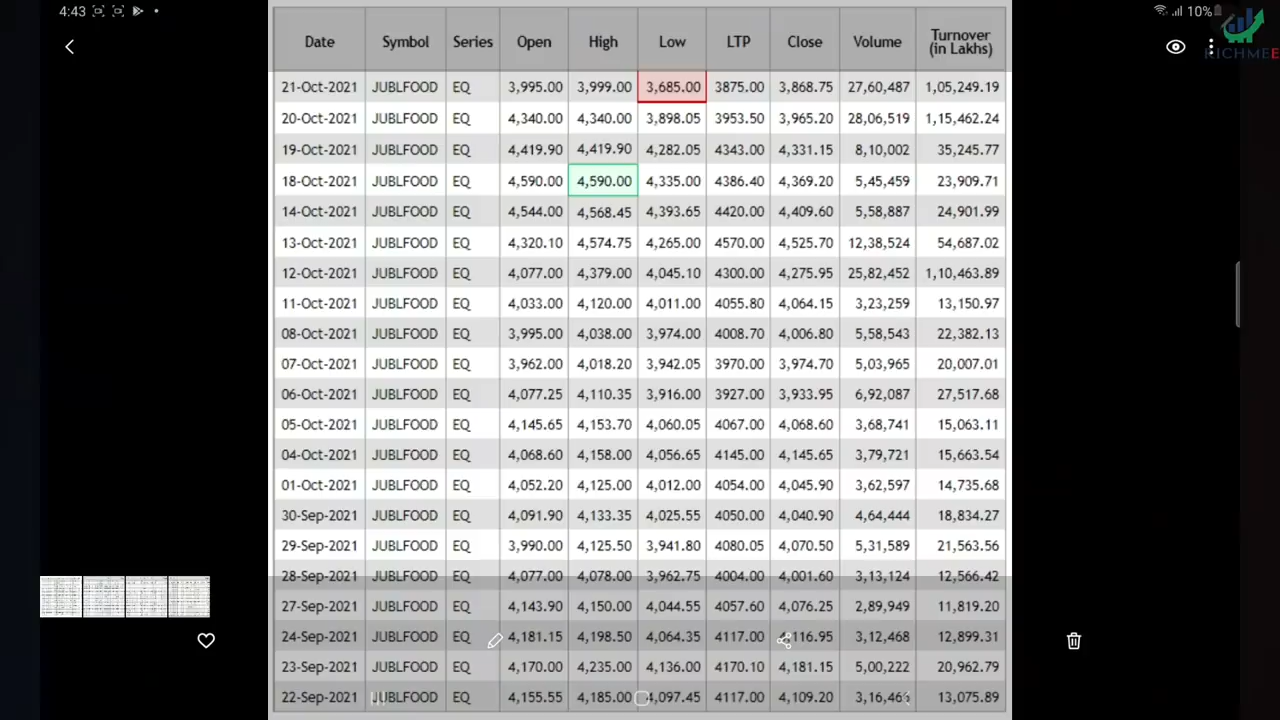 4:43
10%
RICHMEE
Date Symbol Series Open High Low LTP Close Volume Turnover (in Lakhs)
21-Oct-2021 JUBLFOOD EQ 3,995.00 3,999.00 3,685.00 3875.00 3,868.75 27,60,487 1,05,249.19
20-Oct-2021 JUBLFOOD EQ 4,340.00 4,340.00 3,898.05 3953.50 3,965.20 28,06,519 1,15,462.24
19-Oct-2021 JUBLFOOD EQ 4,419.90 4,419.90 4,282.05 4343.00 4,331.15 8,10,002 35,245.77
18-Oct-2021 JUBLFOOD EQ 4,590.00 4,590.00 4,335.00 4386.40 4,369.20 5,45,459 23,909.71
14-Oct-2021 JUBLFOOD EQ 4,544.00 4,568.45 4,393.65 4420.00 4,409.60 5,58,887 24,901.99
13-Oct-2021 JUBLFOOD EQ 4,320.10 4,574.75 4,265.00 4570.00 4,525.70 12,38,524 54,687.02
12-Oct-2021 JUBLFOOD EQ 4,077.00 4,379.00 4,045.10 4300.00 4,275.95 25,82,452 1,10,463.89
11-Oct-2021 JUBLFOOD EQ 4,033.00 4,120.00 4,011.00 4055.80 4,064.15 3,23,259 13,150.97
08-Oct-2021 JUBLFOOD EQ 3,995.00 4,038.00 3,974.00 4008.70 4,006.80 5,58,543 22,382.13
07-Oct-2021 JUBLFOOD EQ 3,962.00 4,018.20 3,942.05 3970.00 3,974.70 5,03,965 20,007.01
06-Oct-2021 JUBLFOOD EQ 4,077.25 4,110.35 3,916.00 3927.00 3,933.95 6,92,087 27,517.68
05-Oct-2021 JUBLFOOD EQ 4,145.65 4,153.70 4,060.05 4067.00 4,068.60 3,68,741 15,063.11
04-Oct-2021 JUBLFOOD EQ 4,068.60 4,158.00 4,056.65 4145.00 4,145.65 3,79,721 15,663.54
01-Oct-2021 JUBLFOOD EQ 4,052.20 4,125.00 4,012.00 4054.00 4,045.90 3,62,597 14,735.68
30-Sep-2021 JUBLFOOD EQ 4,091.90 4,133.35 4,025.55 4050.00 4,040.90 4,64,444 18,834.27
29-Sep-2021 JUBLFOOD EQ 3,990.00 4,125.50 3,941.80 4080.05 4,070.50 5,31,589 21,563.56
28-Sep-2021 JUBLFOOD EQ 4,077.00 4,078.00 3,962.75 4004.00 4,001.60 3,13,124 12,566.42
27-Sep-2021 JUBLFOOD EQ 4,143.90 4,150.00 4,044.55 4057.60 4,076.25 2,89,949 11,819.20
24-Sep-2021 JUBLFOOD EQ 4,181.15 4,198.50 4,064.35 4117.00 116.95 3,12,468 12,899.31
23-Sep-2021 JUBLFOOD EQ 4,170.00 4,235.00 4,136.00 4170.10 4,181.15 5,00,222 20,962.79
22-Sep-2021 JUBLFOOD EQ 4,155.55 4,185.00 4,097.45 4117.00 4,109.20 13,075.89